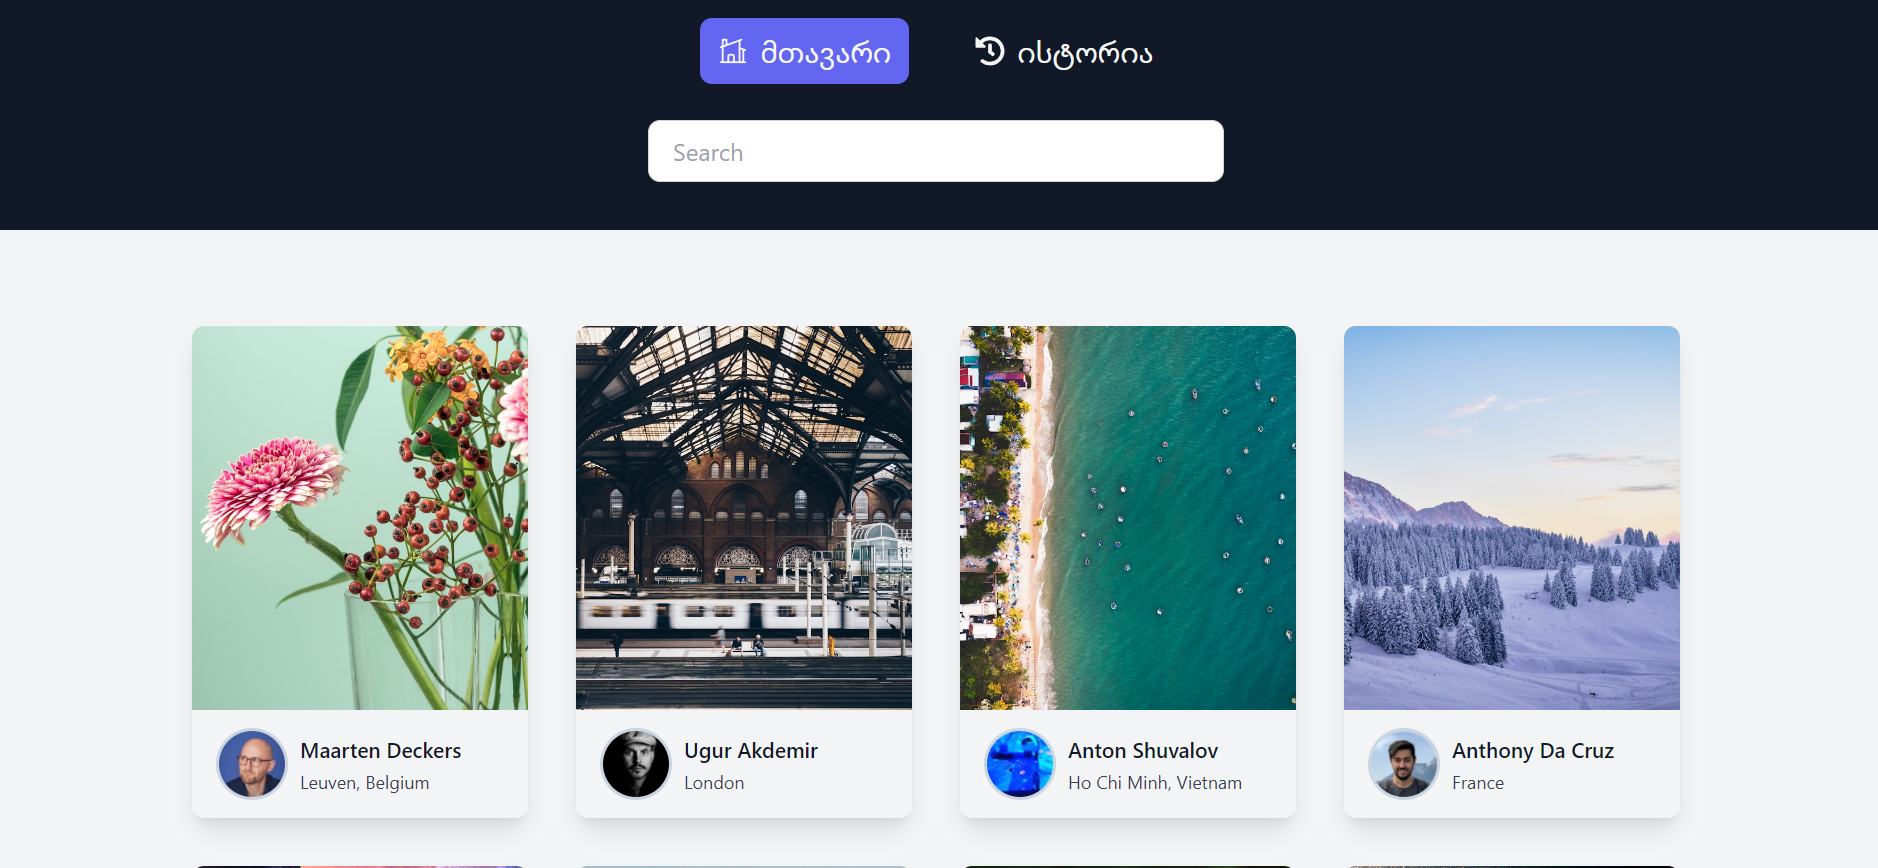 მთავარი
ისტორია
Search
Maarten Deckers
Leuven, Belgium
Ugur Akdemir
London
Anton Shuvalov
Ho Chi Minh, Vietnam
Anthony Da Cruz
France